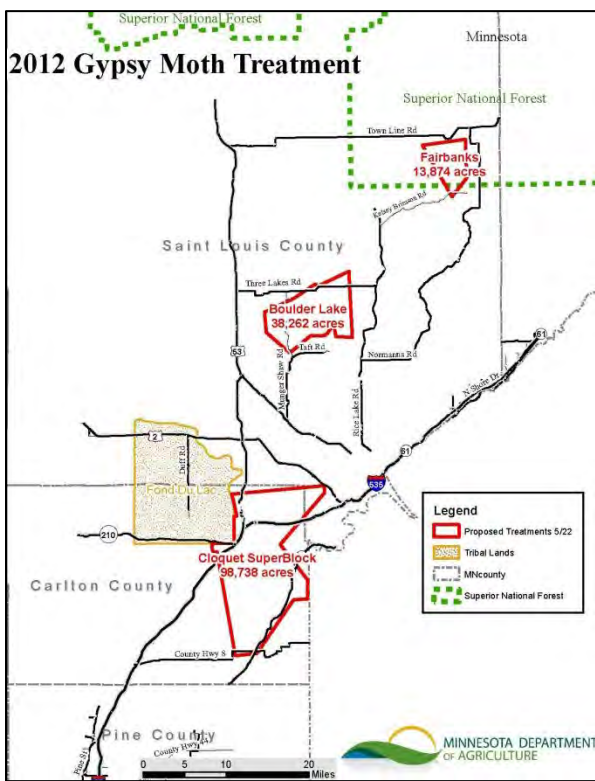 Superior National Forest
Minnesota
2012 Gypsy Moth Treatment
Superior National Forest
Town Line Rd
Fairbanks
13,874 acres
Kelsey Brimson Rd
Saint Louis County
Three Lakes Rd
Boulder Lake
38,262 acres
Taft Rd
Munger Shaw Rd
Normanna Rd
Rice Lake Rd
53
61
N Shore Dr
2
Duff Rd
61
535
Fond Du Lac
210
Cloquet SuperBlock
98,738 acres
Carlton County
County Hwy 8
Pine County
County Hwy 44
Legend
Proposed Treatments 5/22
Tribal Lands
MNcounty
Superior National Forest
0 5 10 20
Miles
MINNESOTA DEPARTMENT
OF AGRICULTURE